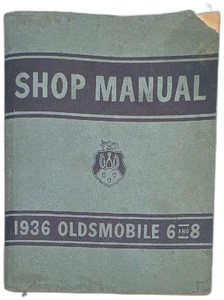 SHOP MANUAL
1936 OLDSMOBILE 6 AND 8